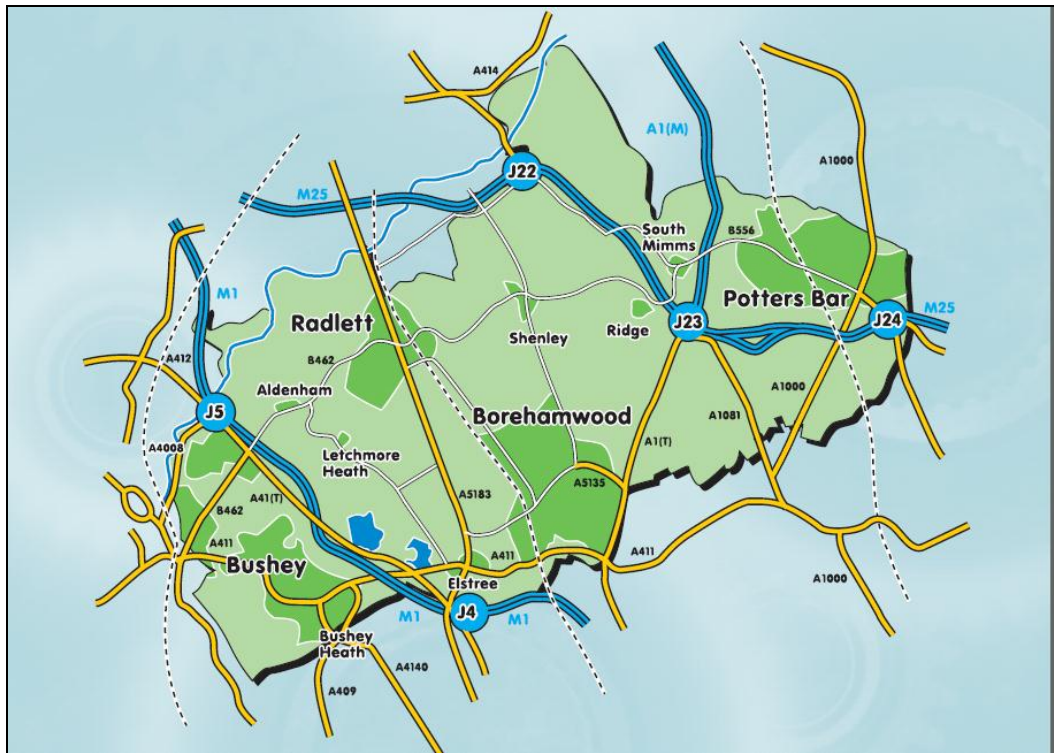 A414
A1(M)
A1000
J22
M25
South
Mimms
B556
M1
Radlett
Potters Bar
M25
Shenley
Ridge
J23
J24
A412
B462
Aldenham
A1000
J5
Borehamwood
A1081
A4008
Letchmore
Heath
A1(T)
B462
A41(T)
A5183
A5135
A411
A411
A411
Bushey
Elstree
A1000
J4
M1
M1
Bushey
Heath
A4140
A409